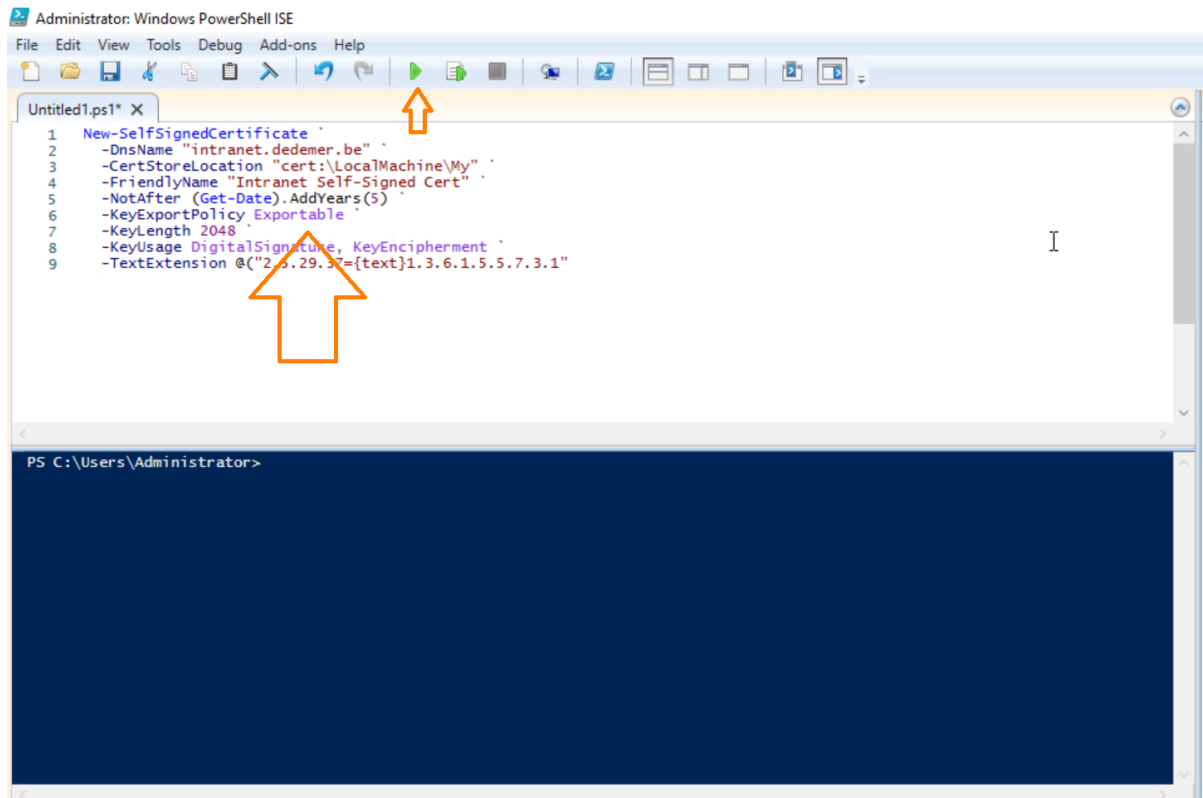 Administrator: Windows PowerShell ISE
File Edit View Tools Debug Add-ons Help
Untitled1.ps1* X
1 New-SelfSignedCertificate `
2 -DnsName "intranet.dedemer.be" `
3 -CertStoreLocation "cert:\LocalMachine\My" `
4 -FriendlyName "Intranet Self-Signed Cert" `
5 -NotAfter (Get-Date).AddYears(5) `
6 -KeyExportPolicy Exportable `
7 -KeyLength 2048 `
8 -KeyUsage DigitalSignature, KeyEncipherment `
9 -TextExtension @("2.5.29.37={text}1.3.6.1.5.5.7.3.1"
PS C:\Users\Administrator>